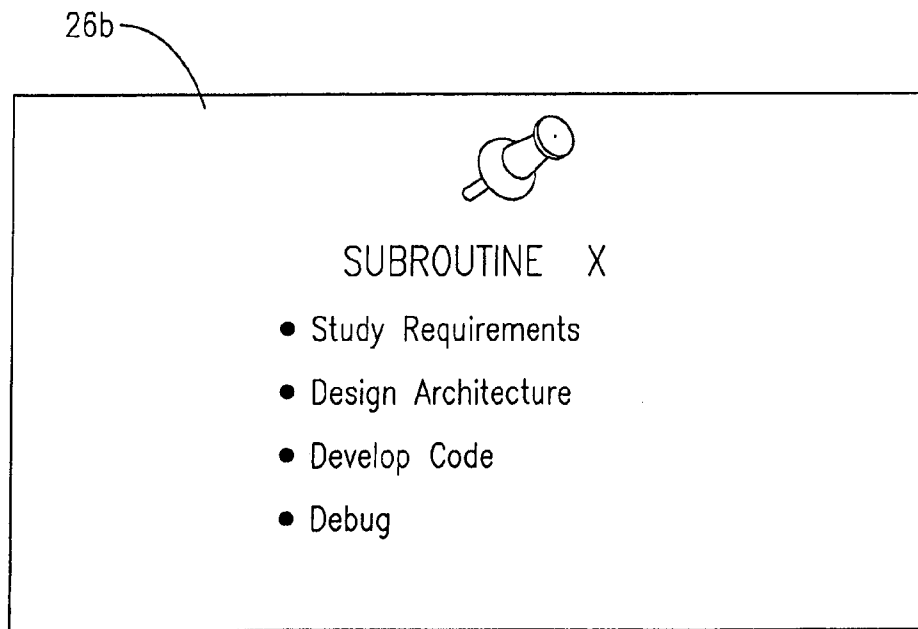 26b
SUBROUTINE X
• Study Requirements
• Design Architecture
• Develop Code
• Debug